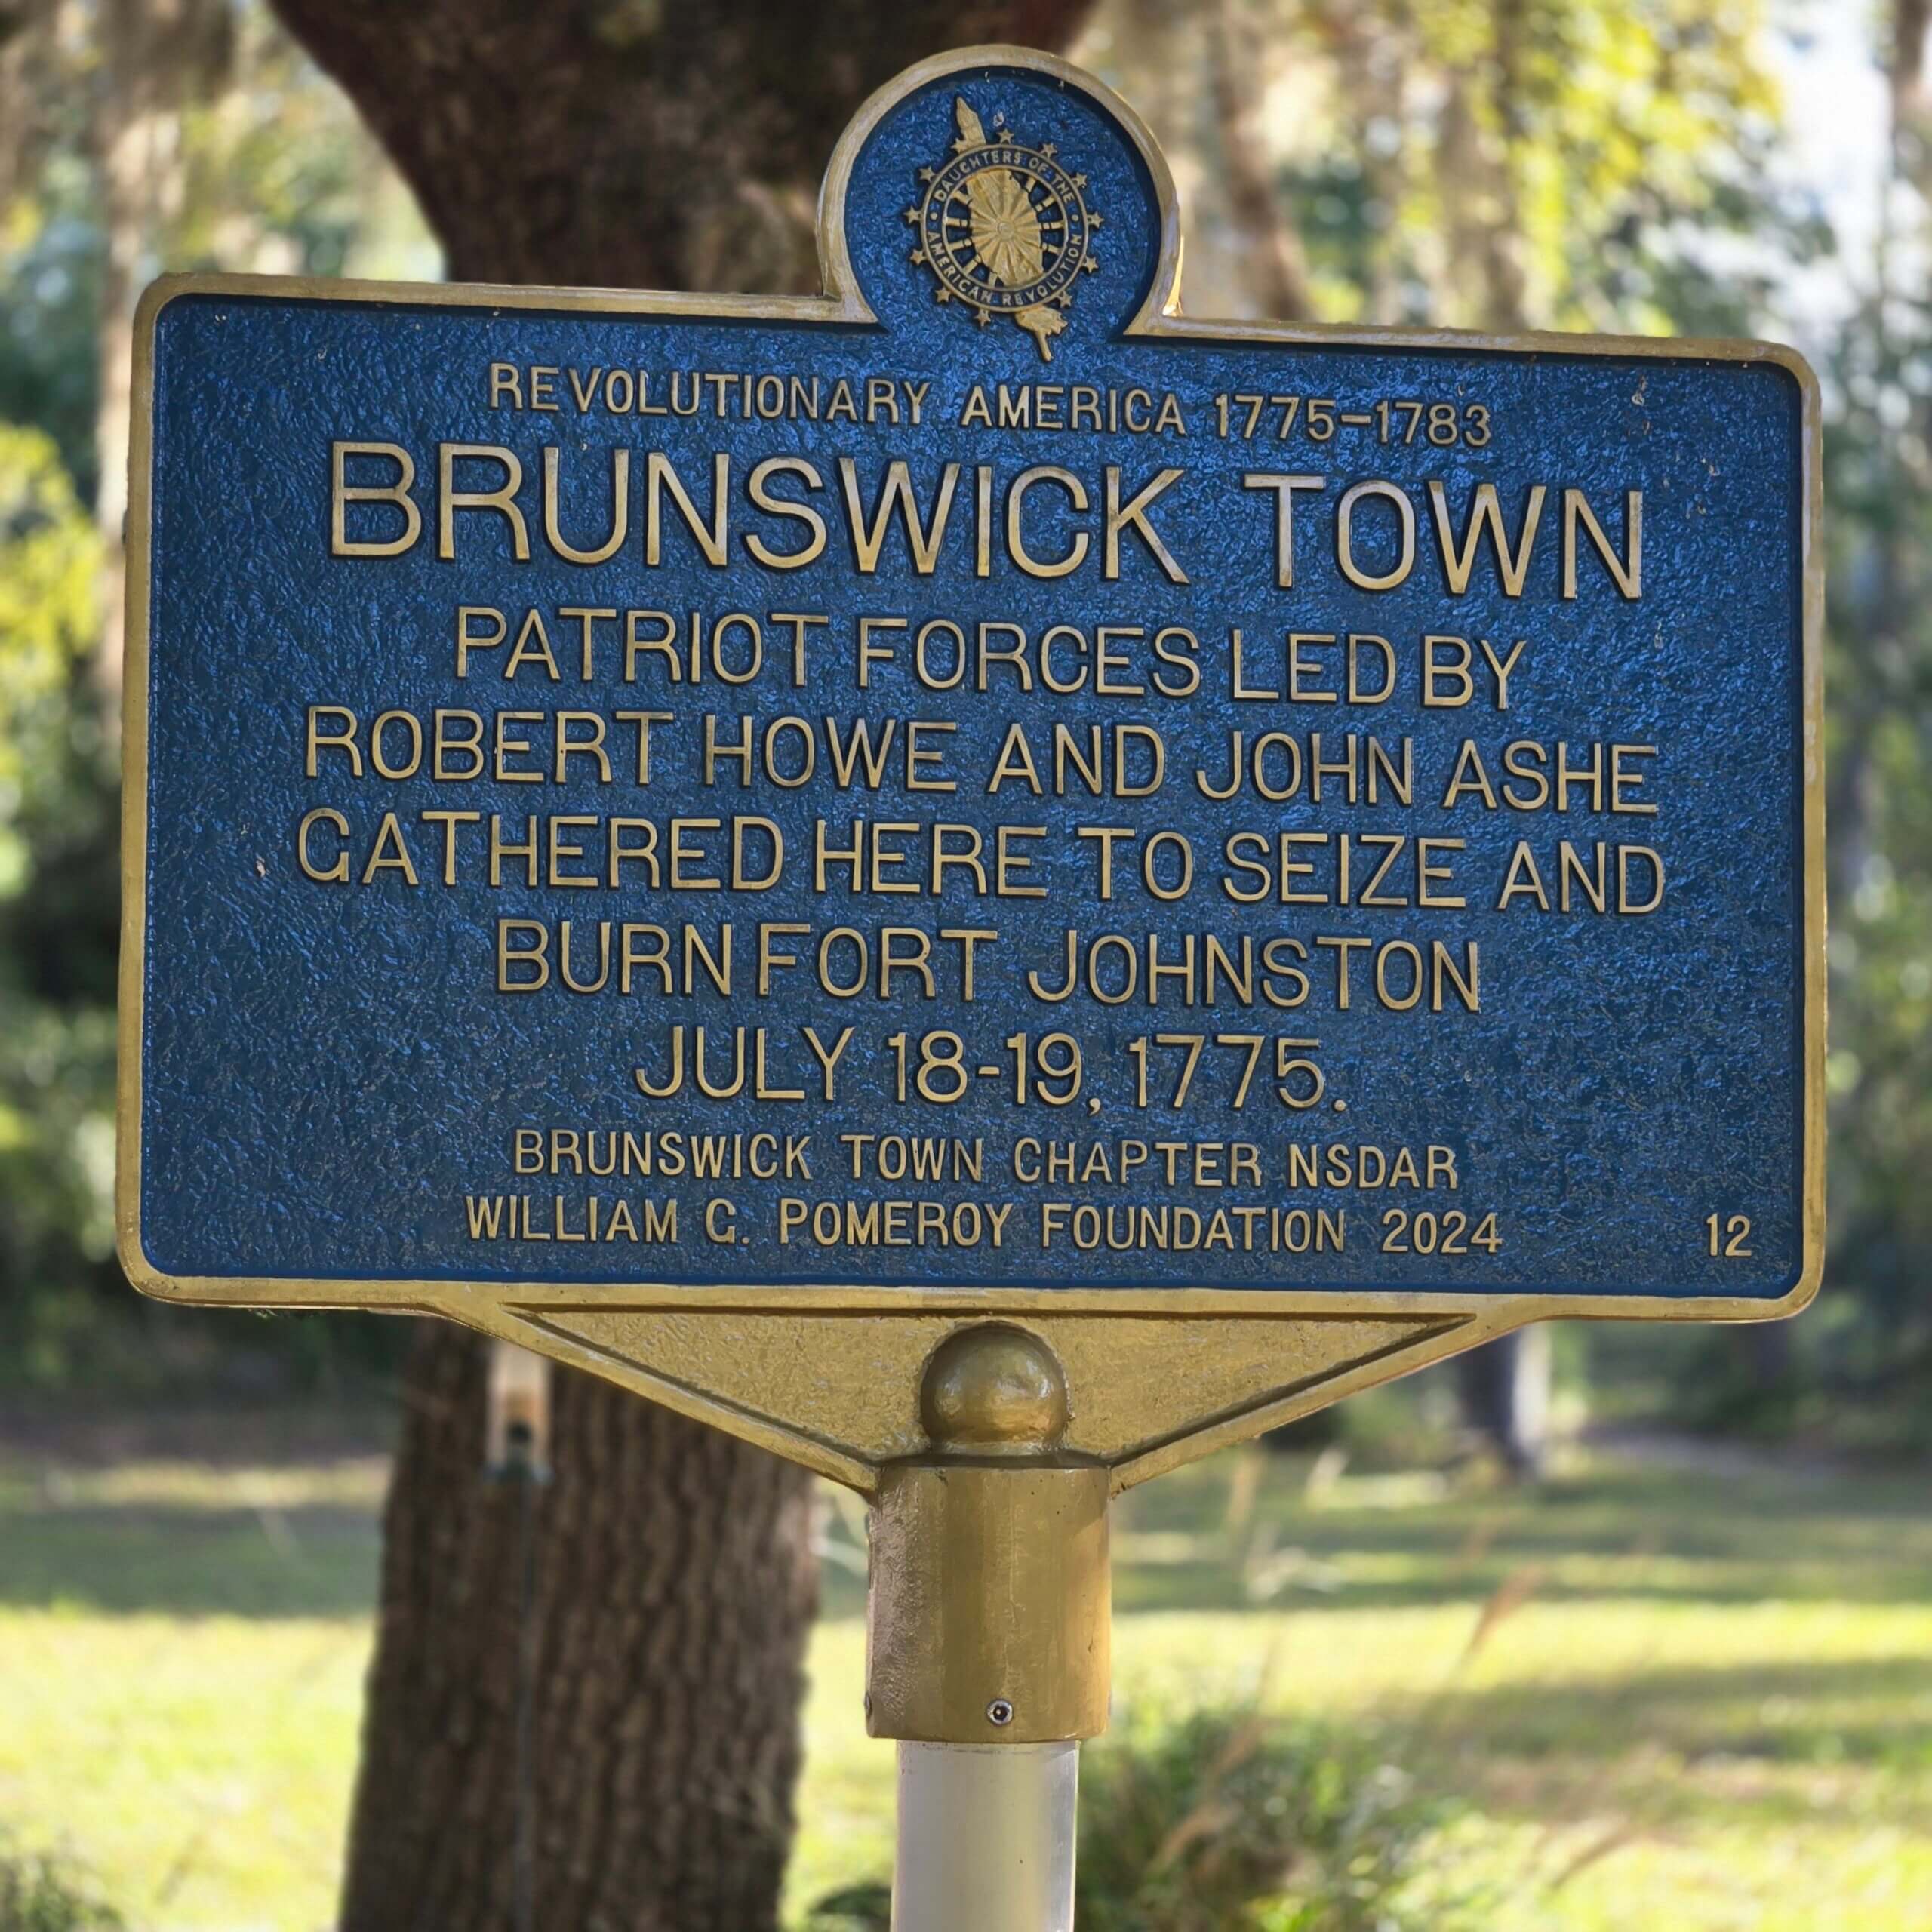 DAUGHTERS OF THE
AMERICAN REVOLUTION
REVOLUTIONARY AMERICA 1775-1783
BRUNSWICK TOWN
PATRIOT FORCES LED BY
ROBERT HOWE AND JOHN ASHE
GATHERED HERE TO SEIZE AND
BURN FORT JOHNSTON
JULY 18-19, 1775.
BRUNSWICK TOWN CHAPTER NSDAR
WILLIAM G. POMEROY FOUNDATION 2024
12